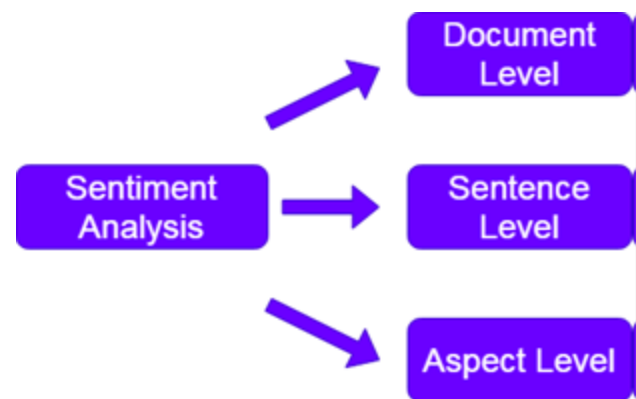 Document
Level
Sentiment
Analysis
Sentence
Level
Aspect Level